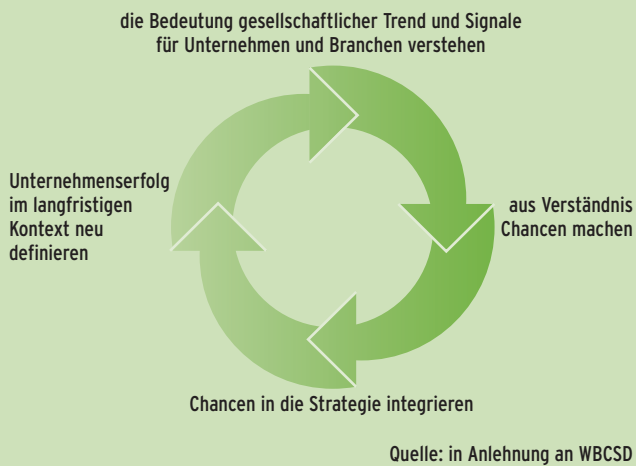 die Bedeutung gesellschaftlicher Trend und Signale
für Unternehmen und Branchen verstehen
Unternehmenserfolg
im langfristigen
Kontext neu
definieren
aus Verständnis
Chancen machen
Chancen in die Strategie integrieren
Quelle: in Anlehnung an WBCSD